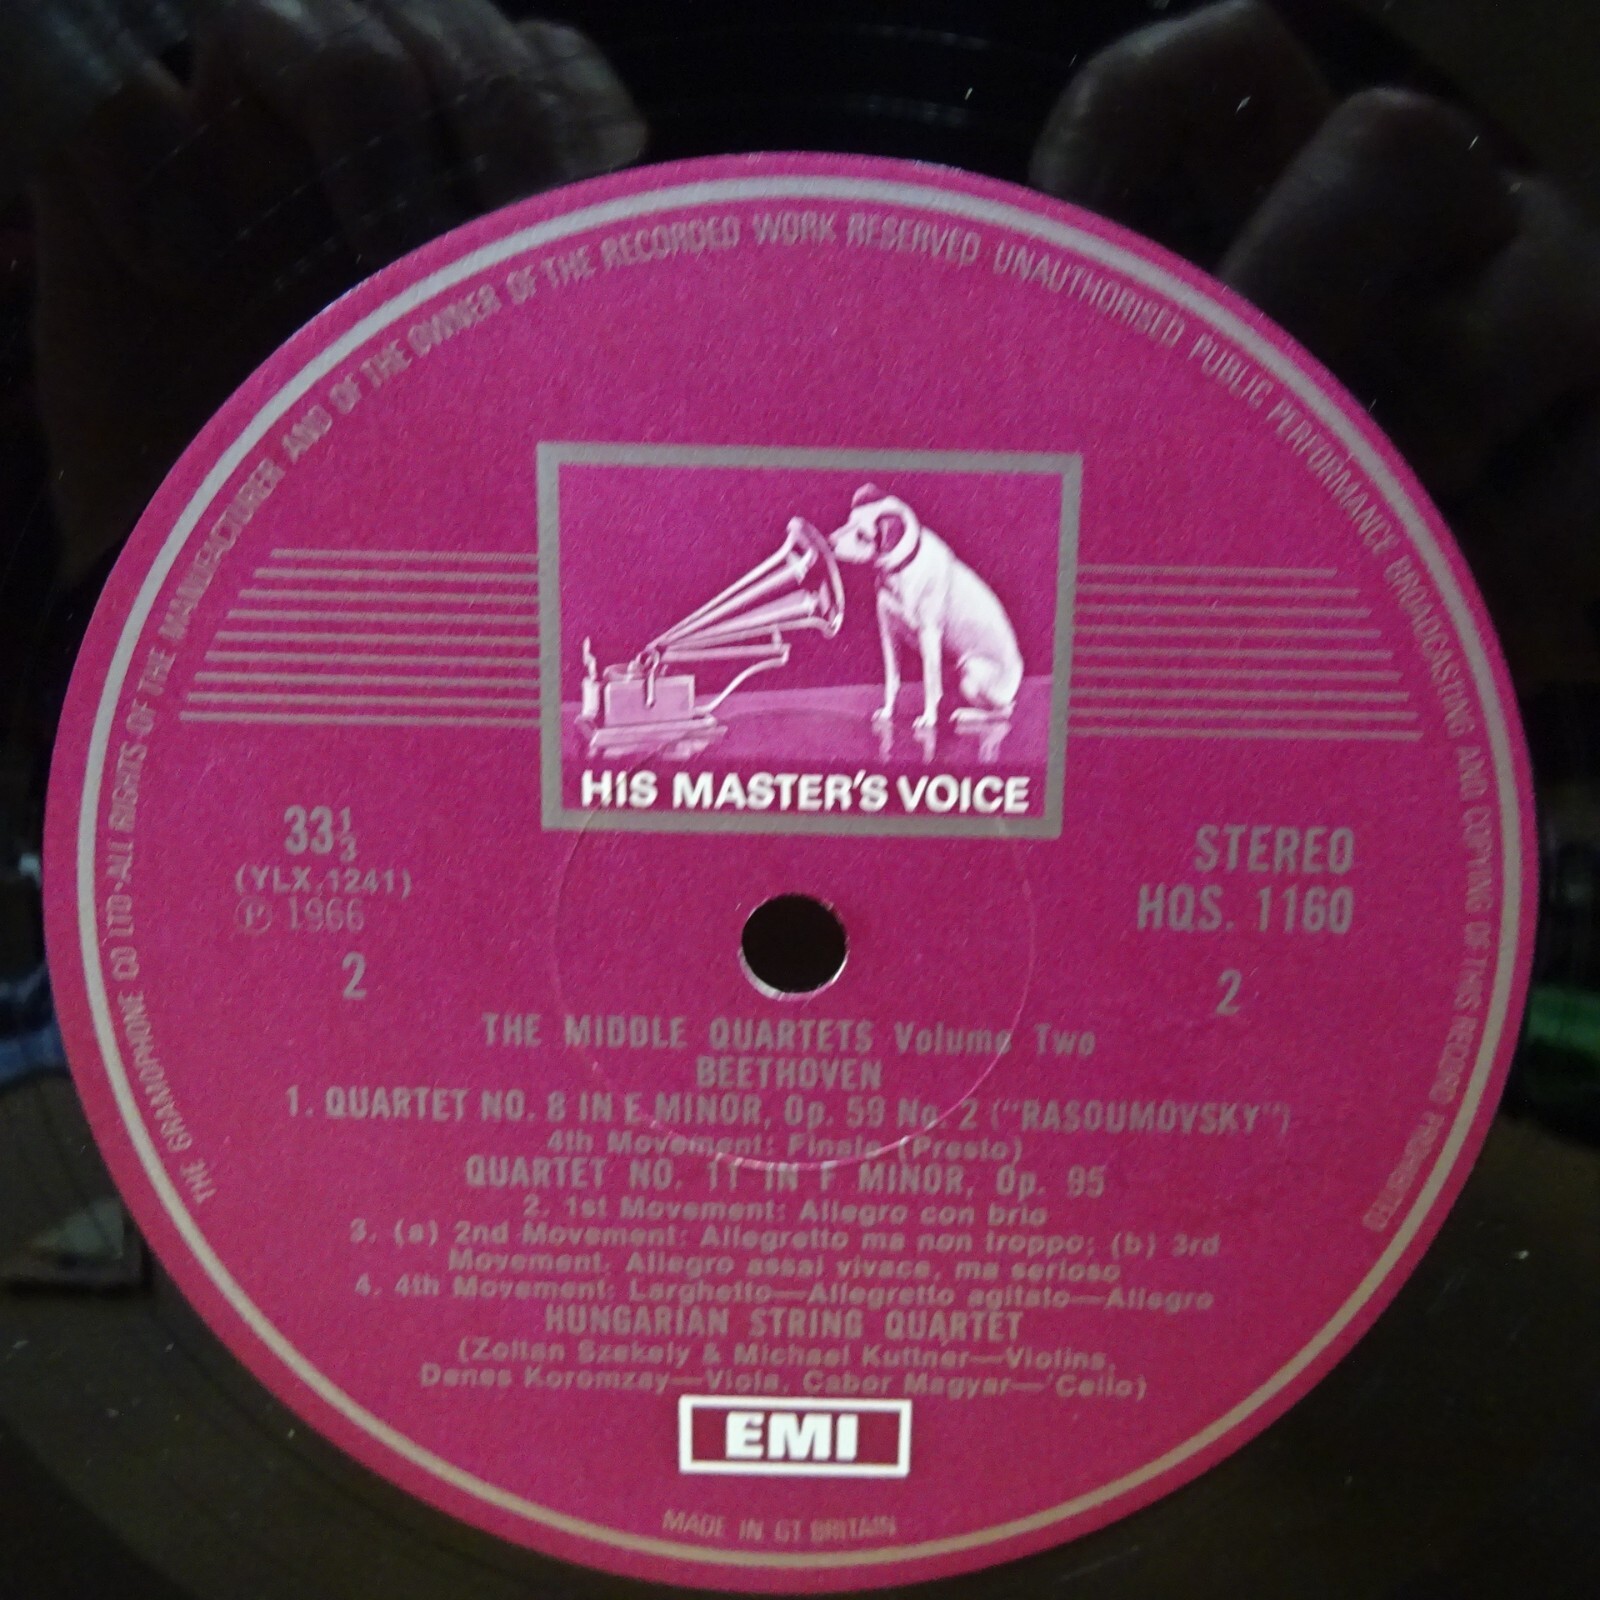 THE GRAMOPHONE CO LTD·ALL RIGHTS OF THE MANUFACTURER AND OF THE OWNER OF THE RECORDED WORK RESERVED UNAUTHORISED PUBLIC PERFORMANCE BROADCASTING AND COPYING OF THIS RECORD PROHIBITED
HIS MASTER'S VOICE
33⅓
(YLX.1241)
℗ 1966
2
STEREO
HQS. 1160
2
THE MIDDLE QUARTETS Volume Two
BEETHOVEN
1. QUARTET NO. 8 IN E MINOR, Op. 59 No. 2 ("RASOUMOVSKY")
4th Movement: Finale (Presto)
QUARTET NO. 11 IN F MINOR, Op. 95
2. 1st Movement: Allegro con brio
3. (a) 2nd Movement: Allegretto ma non troppo; (b) 3rd
Movement. Allegro assai vivace, ma serioso
4. 4th Movement: Larghetto—Allegretto agitato—Allegro
HUNGARIAN STRING QUARTET
(Zoltan Szekely & Michael Kuttner—Violins,
Denes Koromzay—Viola, Gabor Magyar—'Cello)
EMI
MADE IN GT BRITAIN